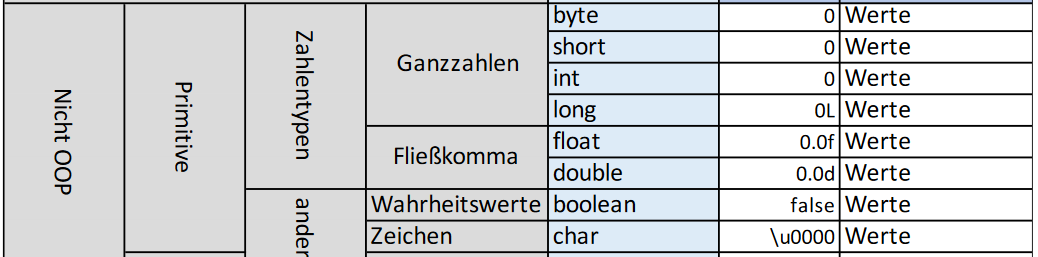 Nicht OOP
Primitive
Zahlentypen
Ganzzahlen
byte 0 Werte
short 0 Werte
int 0 Werte
long 0L Werte
Fließkomma
float 0.0f Werte
double 0.0d Werte
ander
Wahrheitswerte boolean false Werte
Zeichen char \u0000 Werte